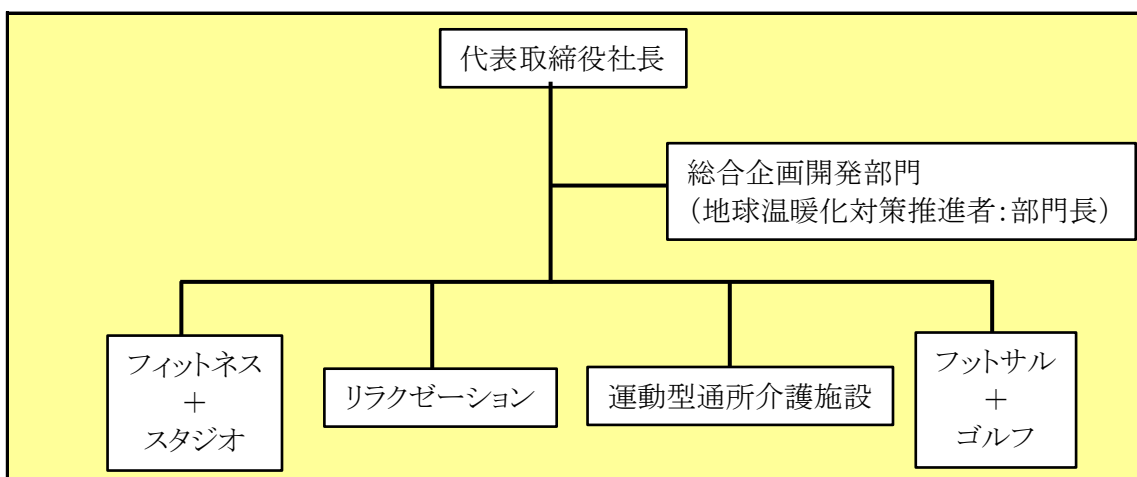 代表取締役社長
総合企画開発部門
(地球温暖化対策推進者:部門長)
フィットネス
+
スタジオ
リラクゼーション
運動型通所介護施設
フットサル
+
ゴルフ